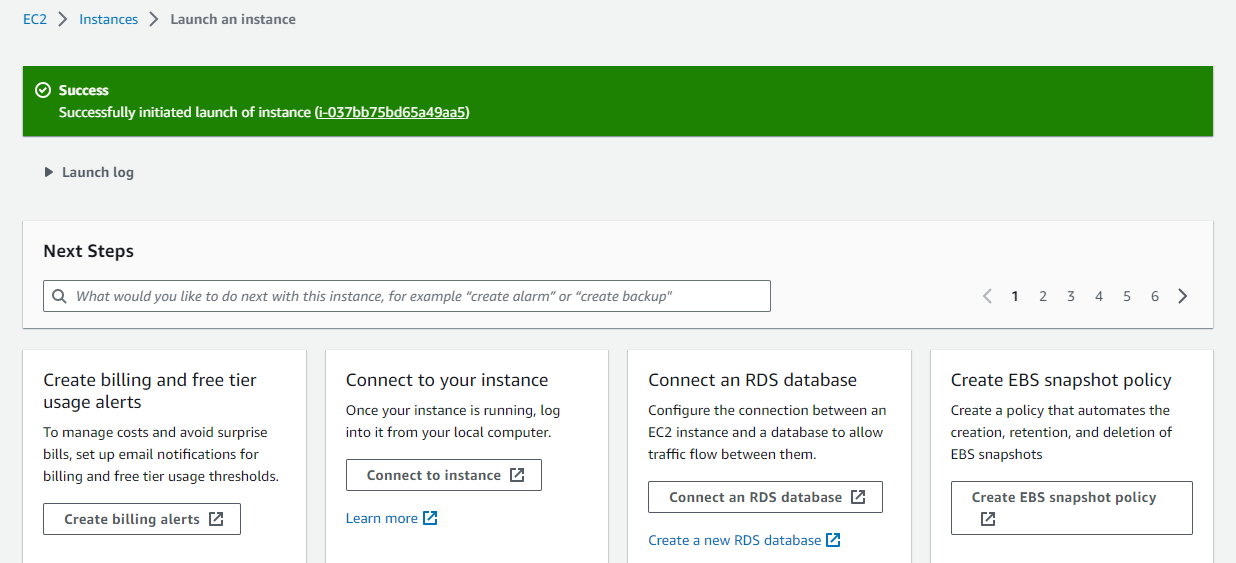 EC2 Instances Launch an instance
Success
Successfully initiated launch of instance (i-037bb75bd65a49aa5)
Launch log
Next Steps
What would you like to do next with this instance, for example “create alarm” or “create backup"
1 2 3 4 5 6
Create billing and free tier
usage alerts
To manage costs and avoid surprise
bills, set up email notifications for
billing and free tier usage thresholds.
Create billing alerts
Connect to your instance
Once your instance is running, log
into it from your local computer.
Connect to instance
Learn more
Connect an RDS database
Configure the connection between an
EC2 instance and a database to allow
traffic flow between them.
Connect an RDS database
Create a new RDS database
Create EBS snapshot policy
Create a policy that automates the
creation, retention, and deletion of
EBS snapshots
Create EBS snapshot policy